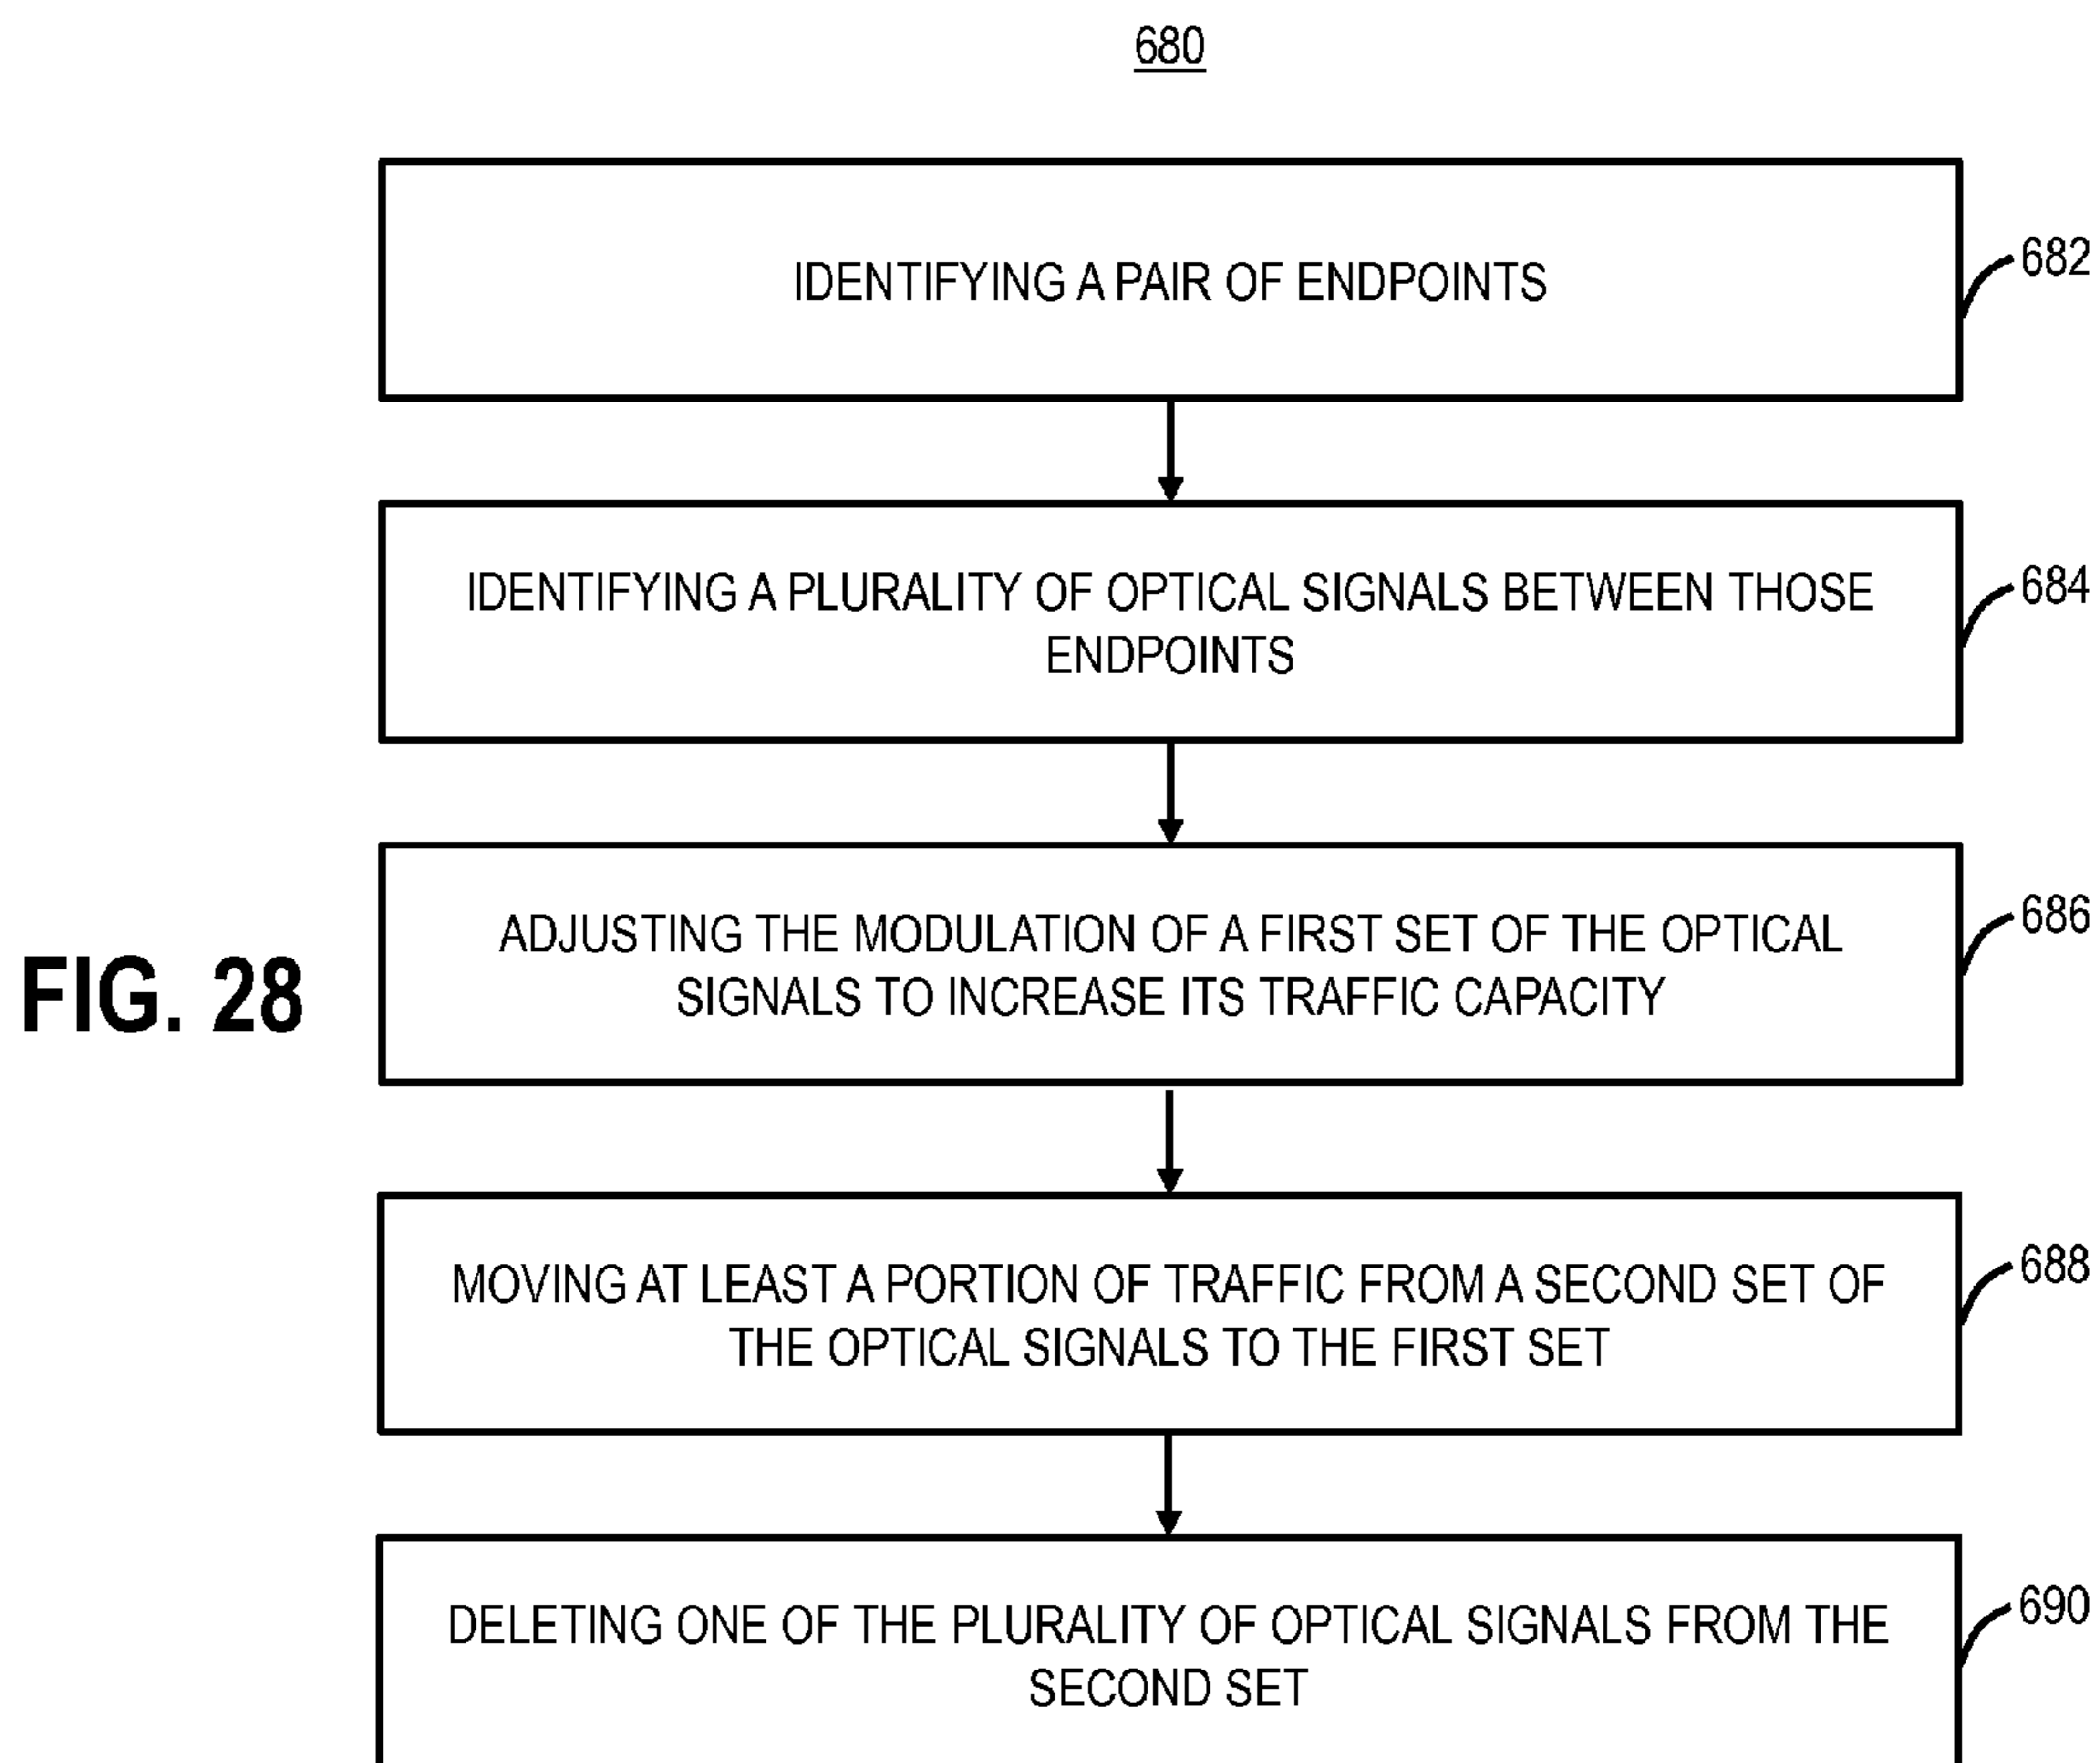 680
IDENTIFYING A PAIR OF ENDPOINTS
682
IDENTIFYING A PLURALITY OF OPTICAL SIGNALS BETWEEN THOSE
ENDPOINTS
684
ADJUSTING THE MODULATION OF A FIRST SET OF THE OPTICAL
SIGNALS TO INCREASE ITS TRAFFIC CAPACITY
686
FIG. 28
MOVING AT LEAST A PORTION OF TRAFFIC FROM A SECOND SET OF
THE OPTICAL SIGNALS TO THE FIRST SET
688
DELETING ONE OF THE PLURALITY OF OPTICAL SIGNALS FROM THE
SECOND SET
690